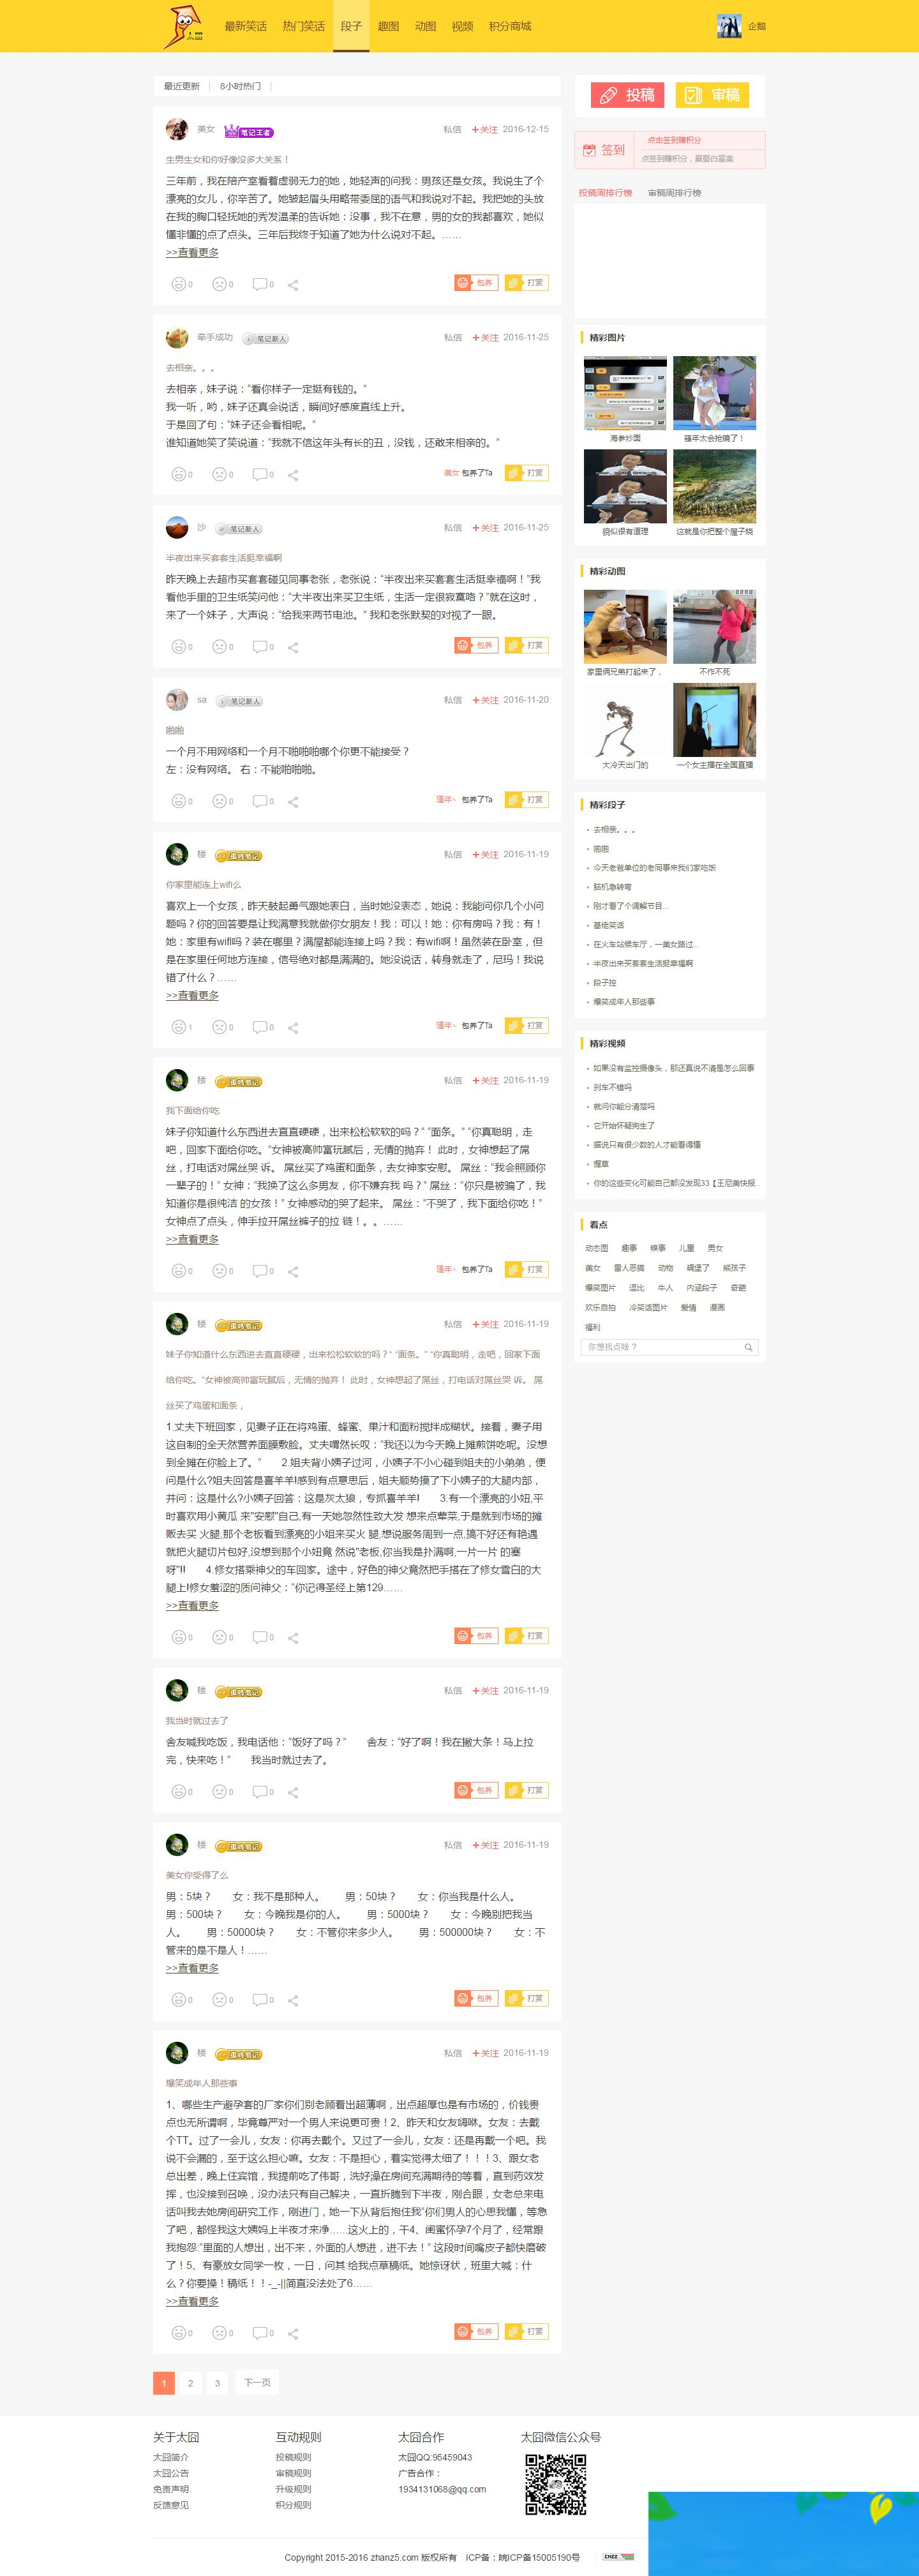 太囧
最新笑话 热门笑话 段子 趣图 动图 视频 积分商城
企鹅
最近更新 8小时热门
美女 笔记王者 私信 +关注 2016-12-15
生男生女和你好像没多大关系！
三年前，我在陪产室看着虚弱无力的她，她轻声的问我：男孩还是女孩。我说生了个
漂亮的女儿，你辛苦了。她皱起眉头用略带委屈的语气和我说对不起。我把她的头放
在我的胸口轻抚她的秀发温柔的告诉她：没事，我不在意，男的女的我都喜欢，她似
懂非懂的点了点头。三年后我终于知道了她为什么说对不起。……
>>查看更多
0 0 0 包养 打赏
牵手成功 笔记新人 私信 +关注 2016-11-25
去相亲。。。
去相亲，妹子说：“看你样子一定挺有钱的。”
我一听，哟，妹子还真会说话，瞬间好感度直线上升。
于是回了句：“妹子还会看相呢。”
谁知道她笑了笑说道：“我就不信这年头有长的丑，没钱，还敢来相亲的。”
0 0 0 美女 包养了Ta 打赏
沙 笔记新人 私信 +关注 2016-11-25
半夜出来买套套生活挺幸福啊
昨天晚上去超市买套套碰见同事老张，老张说：“半夜出来买套套生活挺幸福啊！”我
看他手里的卫生纸笑问他：“大半夜出来买卫生纸，生活一定很寂寞咯？”就在这时，
来了一个妹子，大声说：“给我来两节电池。” 我和老张默契的对视了一眼。
0 0 0 包养 打赏
sa 笔记新人 私信 +关注 2016-11-20
啪啪
一个月不用网络和一个月不啪啪啪哪个你更不能接受？
左：没有网络。 右：不能啪啪啪。
0 0 0 瑾年丶 包养了Ta 打赏
楼 私信 +关注 2016-11-19
你家里能连上wifi么
喜欢上一个女孩，昨天鼓起勇气跟她表白，当时她没表态，她说：我能问你几个小问
题吗？你的回答要是让我满意我就做你女朋友！我：可以！她：你有房吗？我：有！
她：家里有wifi吗？装在哪里？满屋都能连接上吗？我：有wifi啊！虽然装在卧室，但
是在家里任何地方连接，信号绝对都是满满的。她没说话，转身就走了，尼玛！我说
错了什么？……
>>查看更多
1 0 0 瑾年丶 包养了Ta 打赏
楼 私信 +关注 2016-11-19
我下面给你吃
妹子你知道什么东西进去直直硬硬，出来松松软软的吗？“ “面条。” “你真聪明，走
吧，回家下面给你吃。”女神被高帅富玩腻后，无情的抛弃！ 此时，女神想起了屌
丝，打电话对屌丝哭 诉。 屌丝买了鸡蛋和面条，去女神家安慰。 屌丝：“我会照顾你
一辈子的！” 女神：“我换了这么多男友，你不嫌弃我 吗？” 屌丝：“你只是被骗了，我
知道你是很纯洁 的女孩！” 女神感动的哭了起来。 屌丝：“不哭了，我下面给你吃！”
女神点了点头，伸手拉开屌丝裤子的拉 链！。。……
>>查看更多
0 0 0 瑾年丶 包养了Ta 打赏
楼 私信 +关注 2016-11-19
妹子你知道什么东西进去直直硬硬，出来松松软软的吗？“ “面条。” “你真聪明，走吧，回家下面
给你吃。”女神被高帅富玩腻后，无情的抛弃！ 此时，女神想起了屌丝，打电话对屌丝哭 诉。 屌
丝买了鸡蛋和面条，
1.丈夫下班回家，见妻子正在将鸡蛋、蜂蜜、果汁和面粉搅拌成糊状。接着，妻子用
这自制的全天然营养面膜敷脸。丈夫喟然长叹：“我还以为今天晚上摊煎饼吃呢。没想
到全摊在你脸上了。” 2.姐夫背小姨子过河，小姨子不小心碰到姐夫的小弟弟，便
问是什么?姐夫回答是喜羊羊!感到有点意思后，姐夫顺势摸了下小姨子的大腿内部，
并问：这是什么?小姨子回答：这是灰太狼，专抓喜羊羊! 3.有一个漂亮的小妞,平
时喜欢用小黄瓜 来"安慰"自己,有一天她忽然性致大发 想来点荤菜,于是就到市场的摊
贩去买 火腿,那个老板看到漂亮的小姐来买火 腿,想说服务周到一点,搞不好还有艳遇
就把火腿切片包好,没想到那个小妞竟 然说"老板,你当我是扑满啊,一片一片 的塞
呀"!! 4.修女搭乘神父的车回家。途中，好色的神父竟然把手搭在了修女雪白的大
腿上!修女羞涩的质问神父：“你记得圣经上第129……
>>查看更多
0 0 0 包养 打赏
楼 私信 +关注 2016-11-19
我当时就过去了
舍友喊我吃饭，我电话他：“饭好了吗？” 舍友：“好了啊！我在撇大条！马上拉
完，快来吃！” 我当时就过去了。
0 0 0 包养 打赏
楼 私信 +关注 2016-11-19
美女你受得了么
男：5块？ 女：我不是那种人。 男：50块？ 女：你当我是什么人。
男：500块？ 女：今晚我是你的人。 男：5000块？ 女：今晚别把我当
人。 男：50000块？ 女：不管你来多少人。 男：500000块？ 女：不
管来的是不是人！……
>>查看更多
0 0 0 包养 打赏
楼 私信 +关注 2016-11-19
爆笑成年人那些事
1、哪些生产避孕套的厂家你们别老顾着出超薄啊，出点超厚也是有市场的，价钱贵
点也无所谓啊，毕竟尊严对一个男人来说更可贵！2、昨天和女友嗨咻。女友：去戴
个TT。过了一会儿，女友：你再去戴个。又过了一会儿，女友：还是再戴一个吧。我
说不会漏的，至于这么担心嘛。女友：不是担心，着实觉得太细了！！！3、跟女老
总出差，晚上住宾馆，我提前吃了伟哥，洗好澡在房间充满期待的等着，直到药效发
挥，也没接到召唤，没办法只有自己解决，一直折腾到下半夜，刚合眼，女老总来电
话叫我去她房间研究工作，刚进门，她一下从背后抱住我“你们男人的心思我懂，等急
了吧，都怪我这大姨妈上半夜才来净……这火上的，干4、闺蜜怀孕7个月了，经常跟
我抱怨:“里面的人想出，出不来，外面的人想进，进不去！” 这段时间嘴皮子都快磨破
了！5、有豪放女同学一枚，一日，问其:给我点草稿纸。她惊讶状，班里大喊：什
么？你要操！稿纸！！-_-||简直没法处了6……
>>查看更多
0 0 0 包养 打赏
1 2 3 下一页
投稿 审稿
签到 点击签到赚积分
点签到赚积分，赢娶白富美
投稿周排行榜 审稿周排行榜
精彩图片
海参炒面 骚年太会抢镜了！
貌似很有道理 这就是你把整个屋子烧
精彩动图
家里俩兄弟打起来了， 不作不死
大冷天出门的 一个女主播在全国直播
精彩段子
去相亲。。。
啪啪
今天老爸单位的老同事来我们家吃饭
脑机急转弯
刚才看了个调解节目...
基佬笑话
在火车站候车厅，一美女路过...
半夜出来买套套生活挺幸福啊
段子控
爆笑成年人那些事
精彩视频
如果没有监控摄像头，那还真说不清是怎么回事
刹车不错吗
就问你能分清楚吗
它开始怀疑狗生了
据说只有很少数的人才能看得懂
握草
你的这些变化可能自己都没发现33【王尼美快报..
看点
动态图 趣事 糗事 儿童 男女
美女 雷人恶搞 动物 碉堡了 熊孩子
爆笑图片 逗比 牛人 内涵段子 奇葩
欢乐自拍 冷笑话图片 爱情 漫画
福利
你想找点啥？
关于太囧 互动规则 太囧合作 太囧微信公众号
太囧简介 投稿规则 太囧QQ:95459043
太囧公告 审稿规则 广告合作：
免责声明 升级规则 1934131068@qq.com
反馈意见 积分规则
Copyright 2015-2016 zhanz5.com 版权所有 ICP备：皖ICP备15005190号 CNZZ